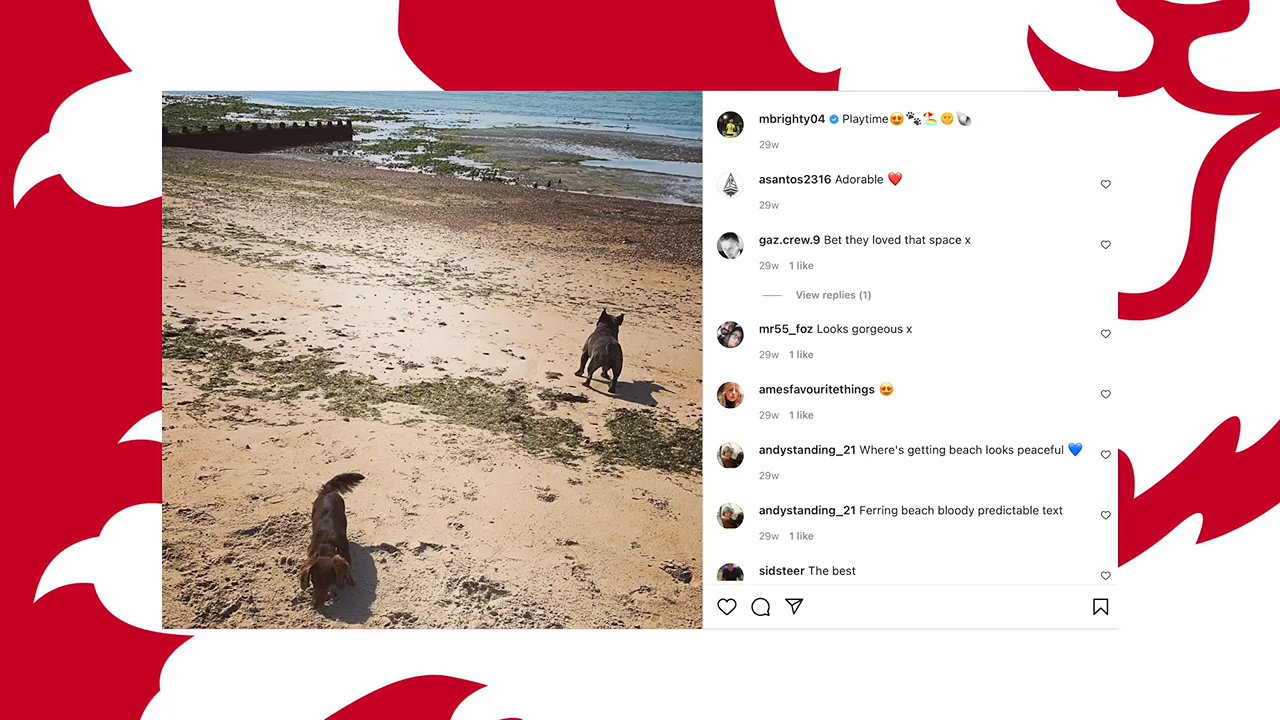 mbrighty04 Playtime😍🐾🏖️🌞🐚
29w
asantos2316 Adorable ❤️
29w
gaz.crew.9 Bet they loved that space x
29w 1 like
View replies (1)
mr55_foz Looks gorgeous x
29w 1 like
amesfavouritethings 😍
29w 1 like
andystanding_21 Where's getting beach looks peaceful 💙
29w
andystanding_21 Ferring beach bloody predictable text
29w 1 like
sidsteer The best